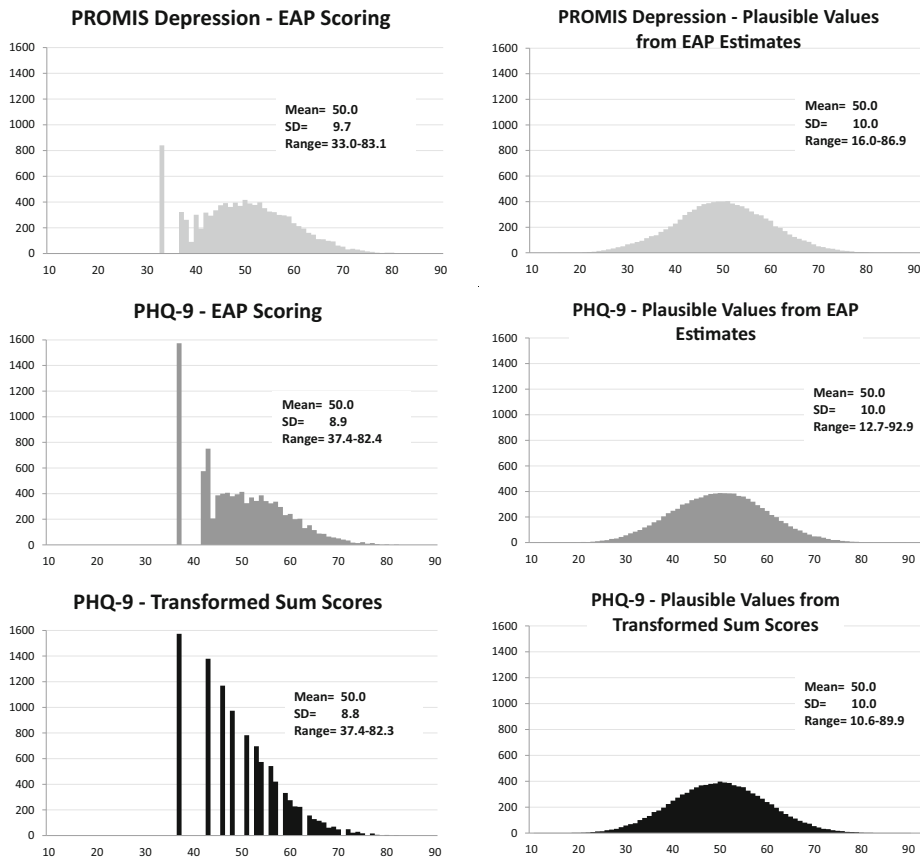 PROMIS Depression - EAP Scoring
1600
1400
1200
1000
800
600
400
200
0
Mean= 50.0
SD= 9.7
Range= 33.0-83.1
10 20 30 40 50 60 70 80 90
PROMIS Depression - Plausible Values
from EAP Estimates
1600
1400
1200
1000
800
600
400
200
0
Mean= 50.0
SD= 10.0
Range= 16.0-86.9
10 20 30 40 50 60 70 80 90
PHQ-9 - EAP Scoring
1600
1400
1200
1000
800
600
400
200
0
Mean= 50.0
SD= 8.9
Range= 37.4-82.4
10 20 30 40 50 60 70 80 90
PHQ-9 - Plausible Values from EAP
Estimates
1600
1400
1200
1000
800
600
400
200
0
Mean= 50.0
SD= 10.0
Range= 12.7-92.9
10 20 30 40 50 60 70 80 90
PHQ-9 - Transformed Sum Scores
1600
1400
1200
1000
800
600
400
200
0
Mean= 50.0
SD= 8.8
Range= 37.4-82.3
10 20 30 40 50 60 70 80 90
PHQ-9 - Plausible Values from
Transformed Sum Scores
1600
1400
1200
1000
800
600
400
200
0
Mean= 50.0
SD= 10.0
Range= 10.6-89.9
10 20 30 40 50 60 70 80 90